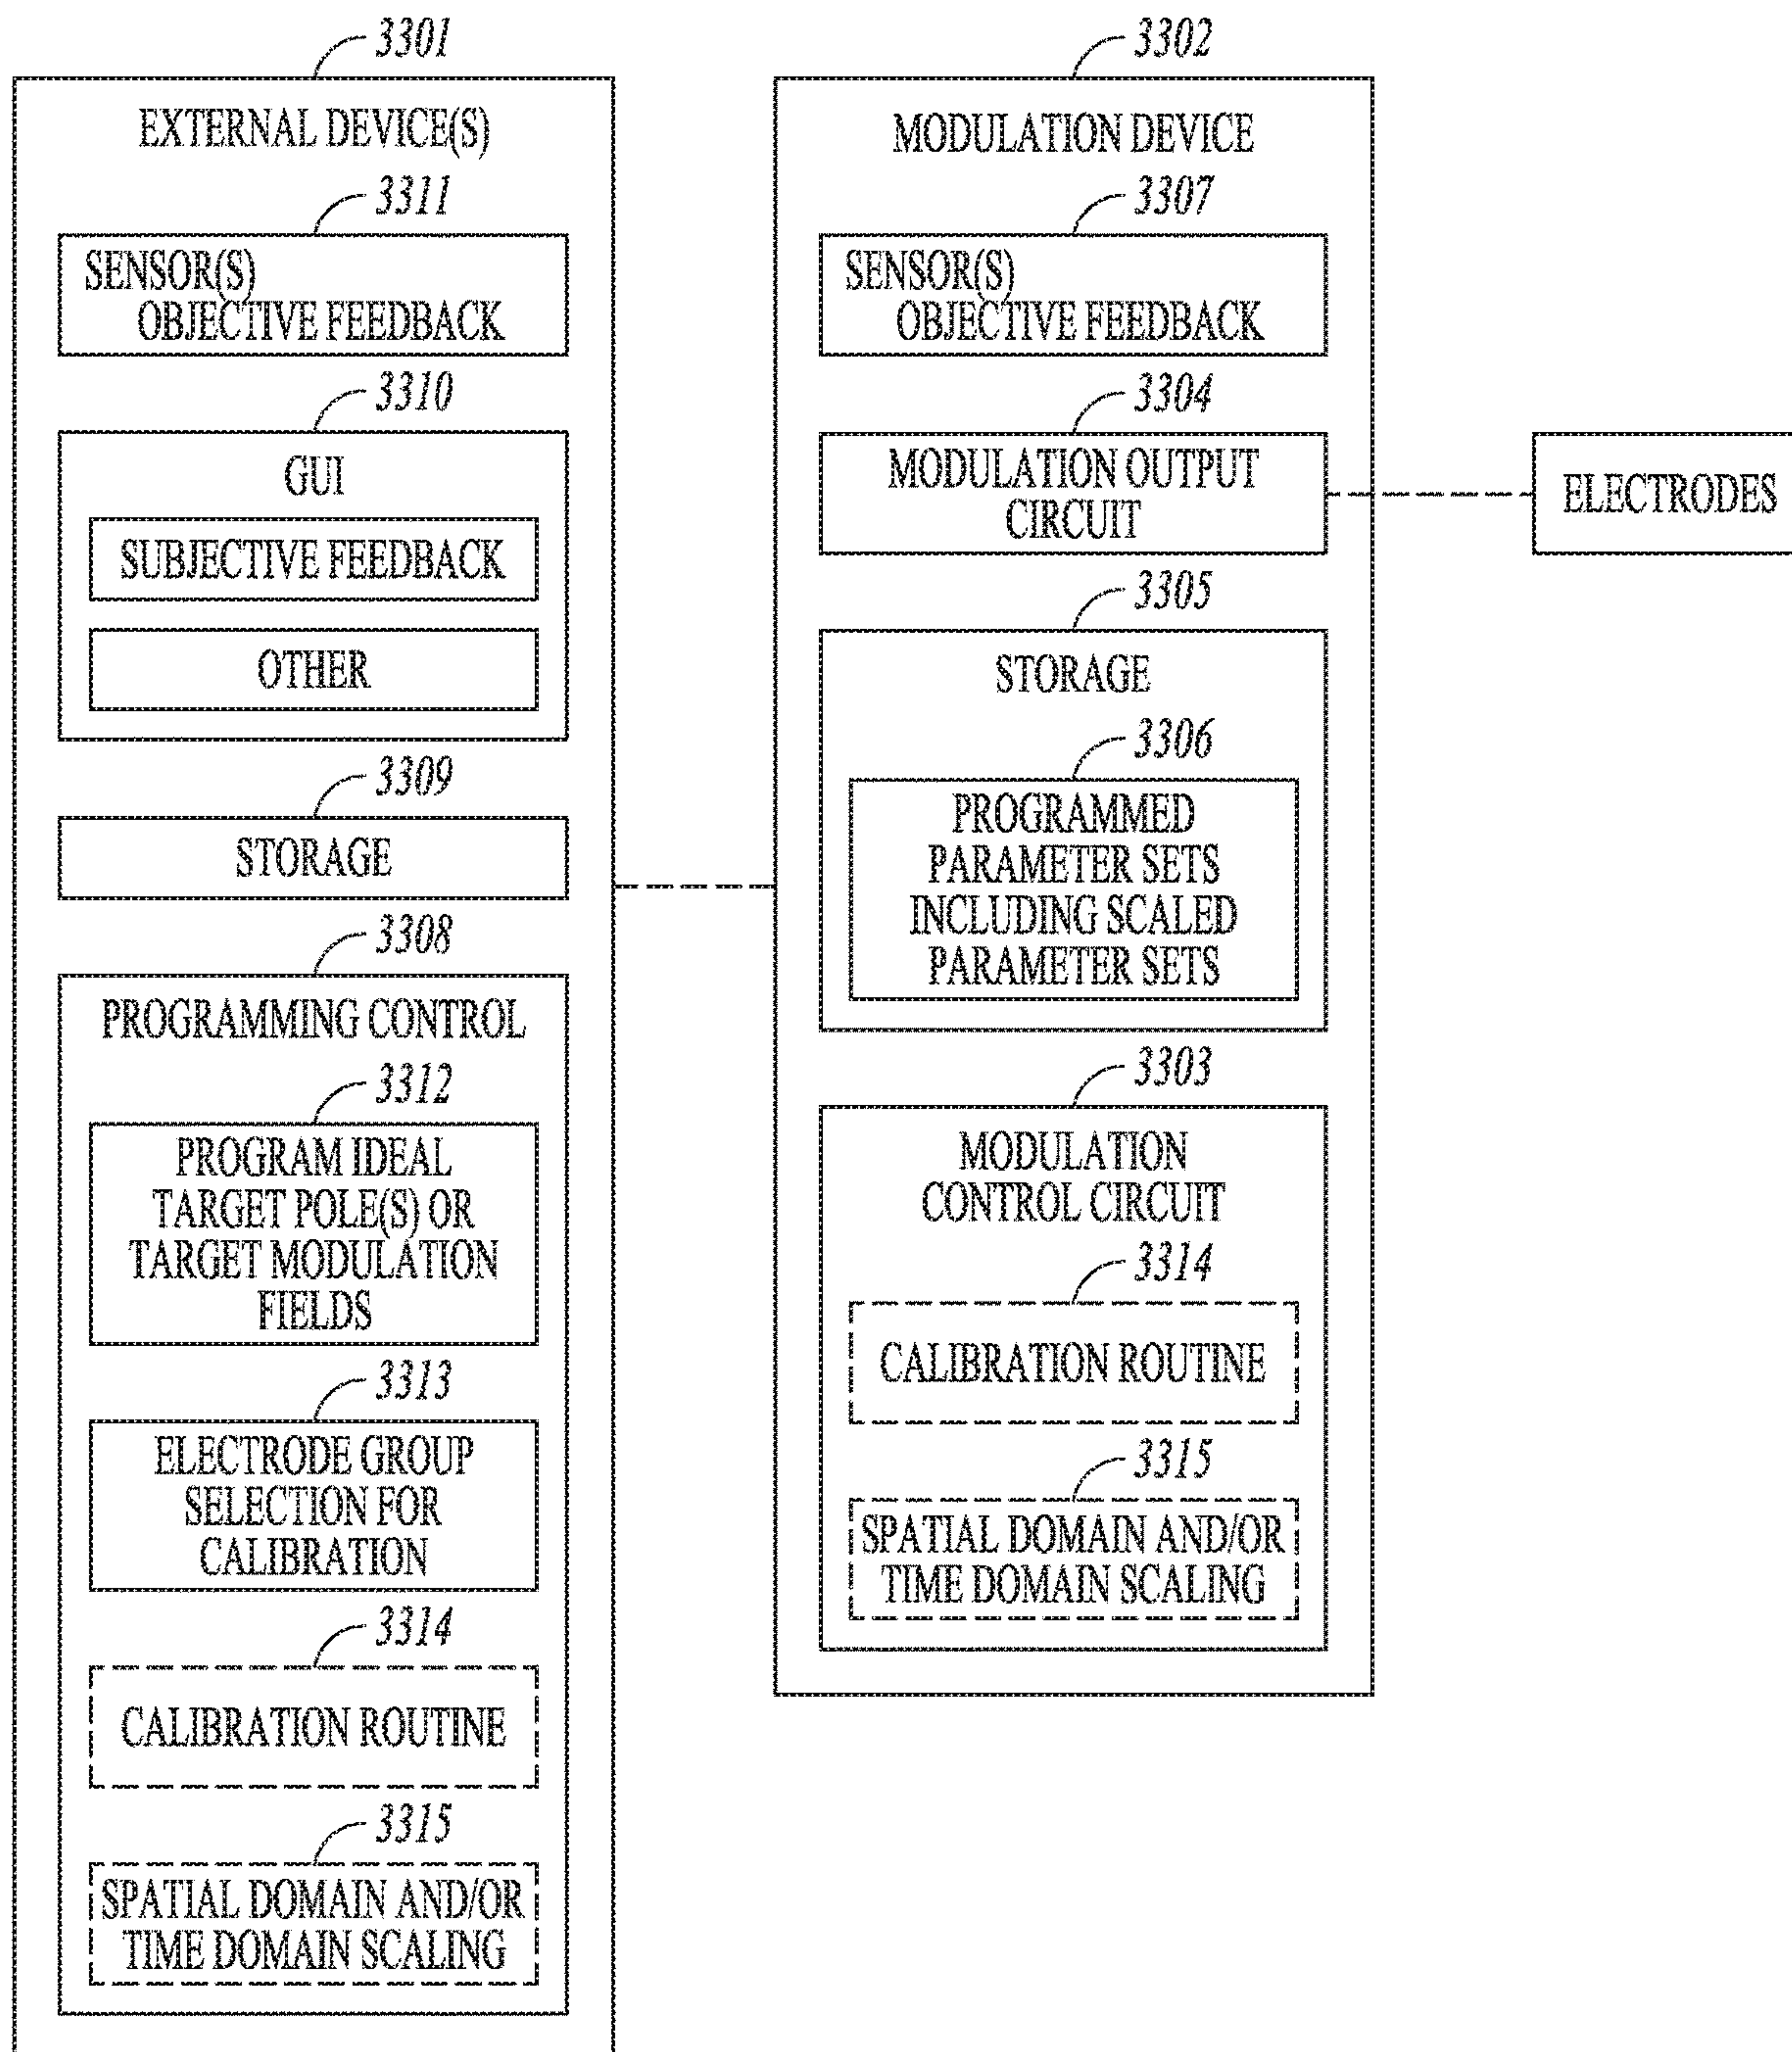 3301
EXTERNAL DEVICE(S)
3311
SENSOR(S)
OBJECTIVE FEEDBACK
3310
GUI
SUBJECTIVE FEEDBACK
OTHER
3309
STORAGE
3308
PROGRAMMING CONTROL
3312
PROGRAM IDEAL
TARGET POLE(S) OR
TARGET MODULATION
FIELDS
3313
ELECTRODE GROUP
SELECTION FOR
CALIBRATION
3314
CALIBRATION ROUTINE
3315
SPATIAL DOMAIN AND/OR
TIME DOMAIN SCALING
3302
MODULATION DEVICE
3307
SENSOR(S)
OBJECTIVE FEEDBACK
3304
MODULATION OUTPUT
CIRCUIT
3305
STORAGE
3306
PROGRAMMED
PARAMETER SETS
INCLUDING SCALED
PARAMETER SETS
3303
MODULATION
CONTROL CIRCUIT
3314
CALIBRATION ROUTINE
3315
SPATIAL DOMAIN AND/OR
TIME DOMAIN SCALING
ELECTRODES